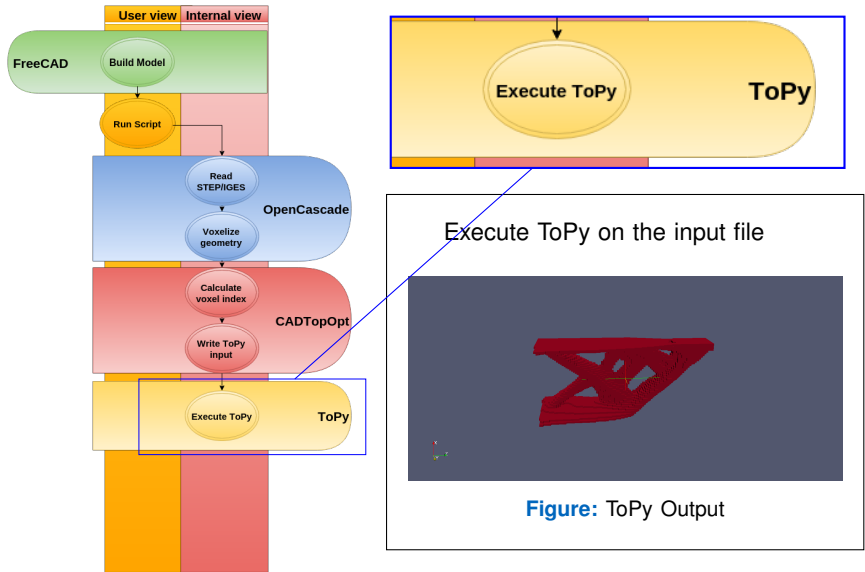 User view Internal view
FreeCAD
Build Model
Run Script
Read
STEP/IGES
OpenCascade
Voxelize
geometry
Calculate
voxel index
CADTopOpt
Write ToPy
input
Execute ToPy
ToPy
Execute ToPy
ToPy
Execute ToPy on the input file
Figure: ToPy Output